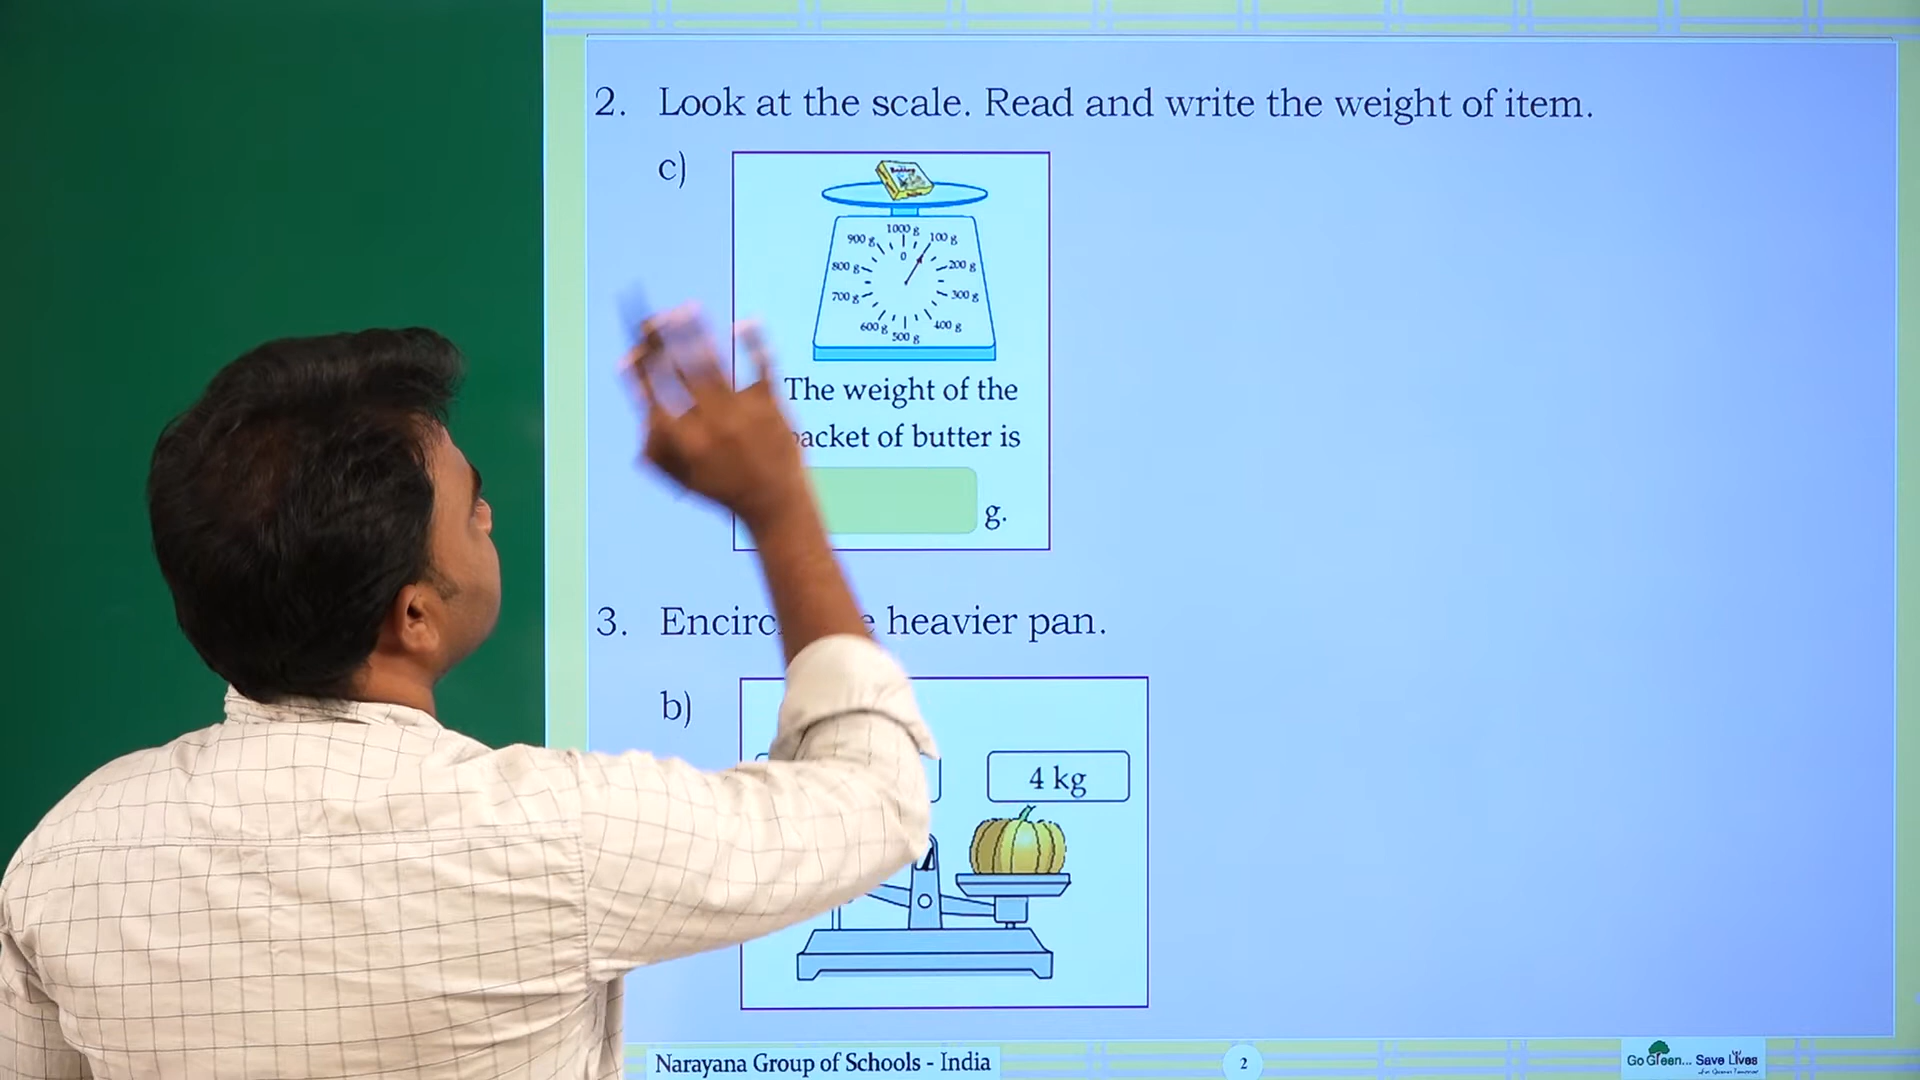 2. Look at the scale. Read and write the weight of item.
c)
1000 g
900 g
100 g
0
800 g
200 g
700 g
300 g
600 g
400 g
500 g
The weight of the
packet of butter is
g.
3. Encirc e heavier pan.
b)
4 kg
Narayana Group of Schools - India
2
Go Green... Save Lives